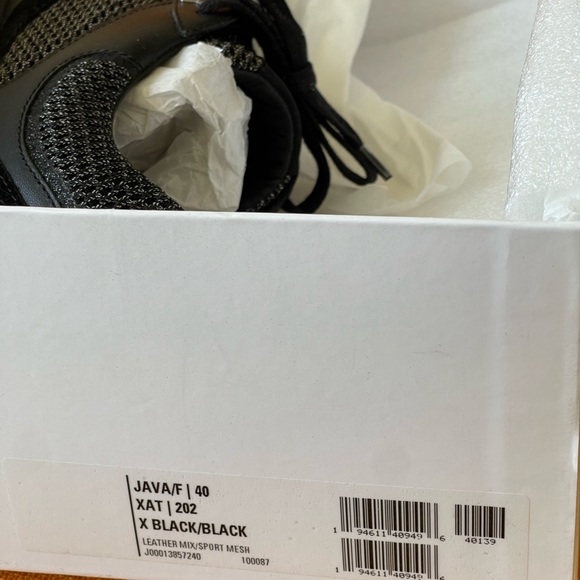 JAVA/F | 40
XAT | 202
X BLACK/BLACK
LEATHER MIX/SPORT MESH
J00013857240 100087
1 94611 40949 6 40139
1 94611 40949 6